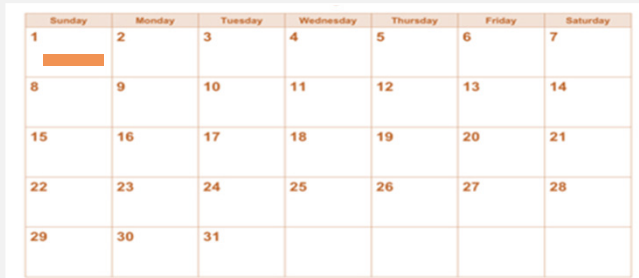 Sunday Monday Tuesday Wednesday Thursday Friday Saturday
1 2 3 4 5 6 7
8 9 10 11 12 13 14
15 16 17 18 19 20 21
22 23 24 25 26 27 28
29 30 31